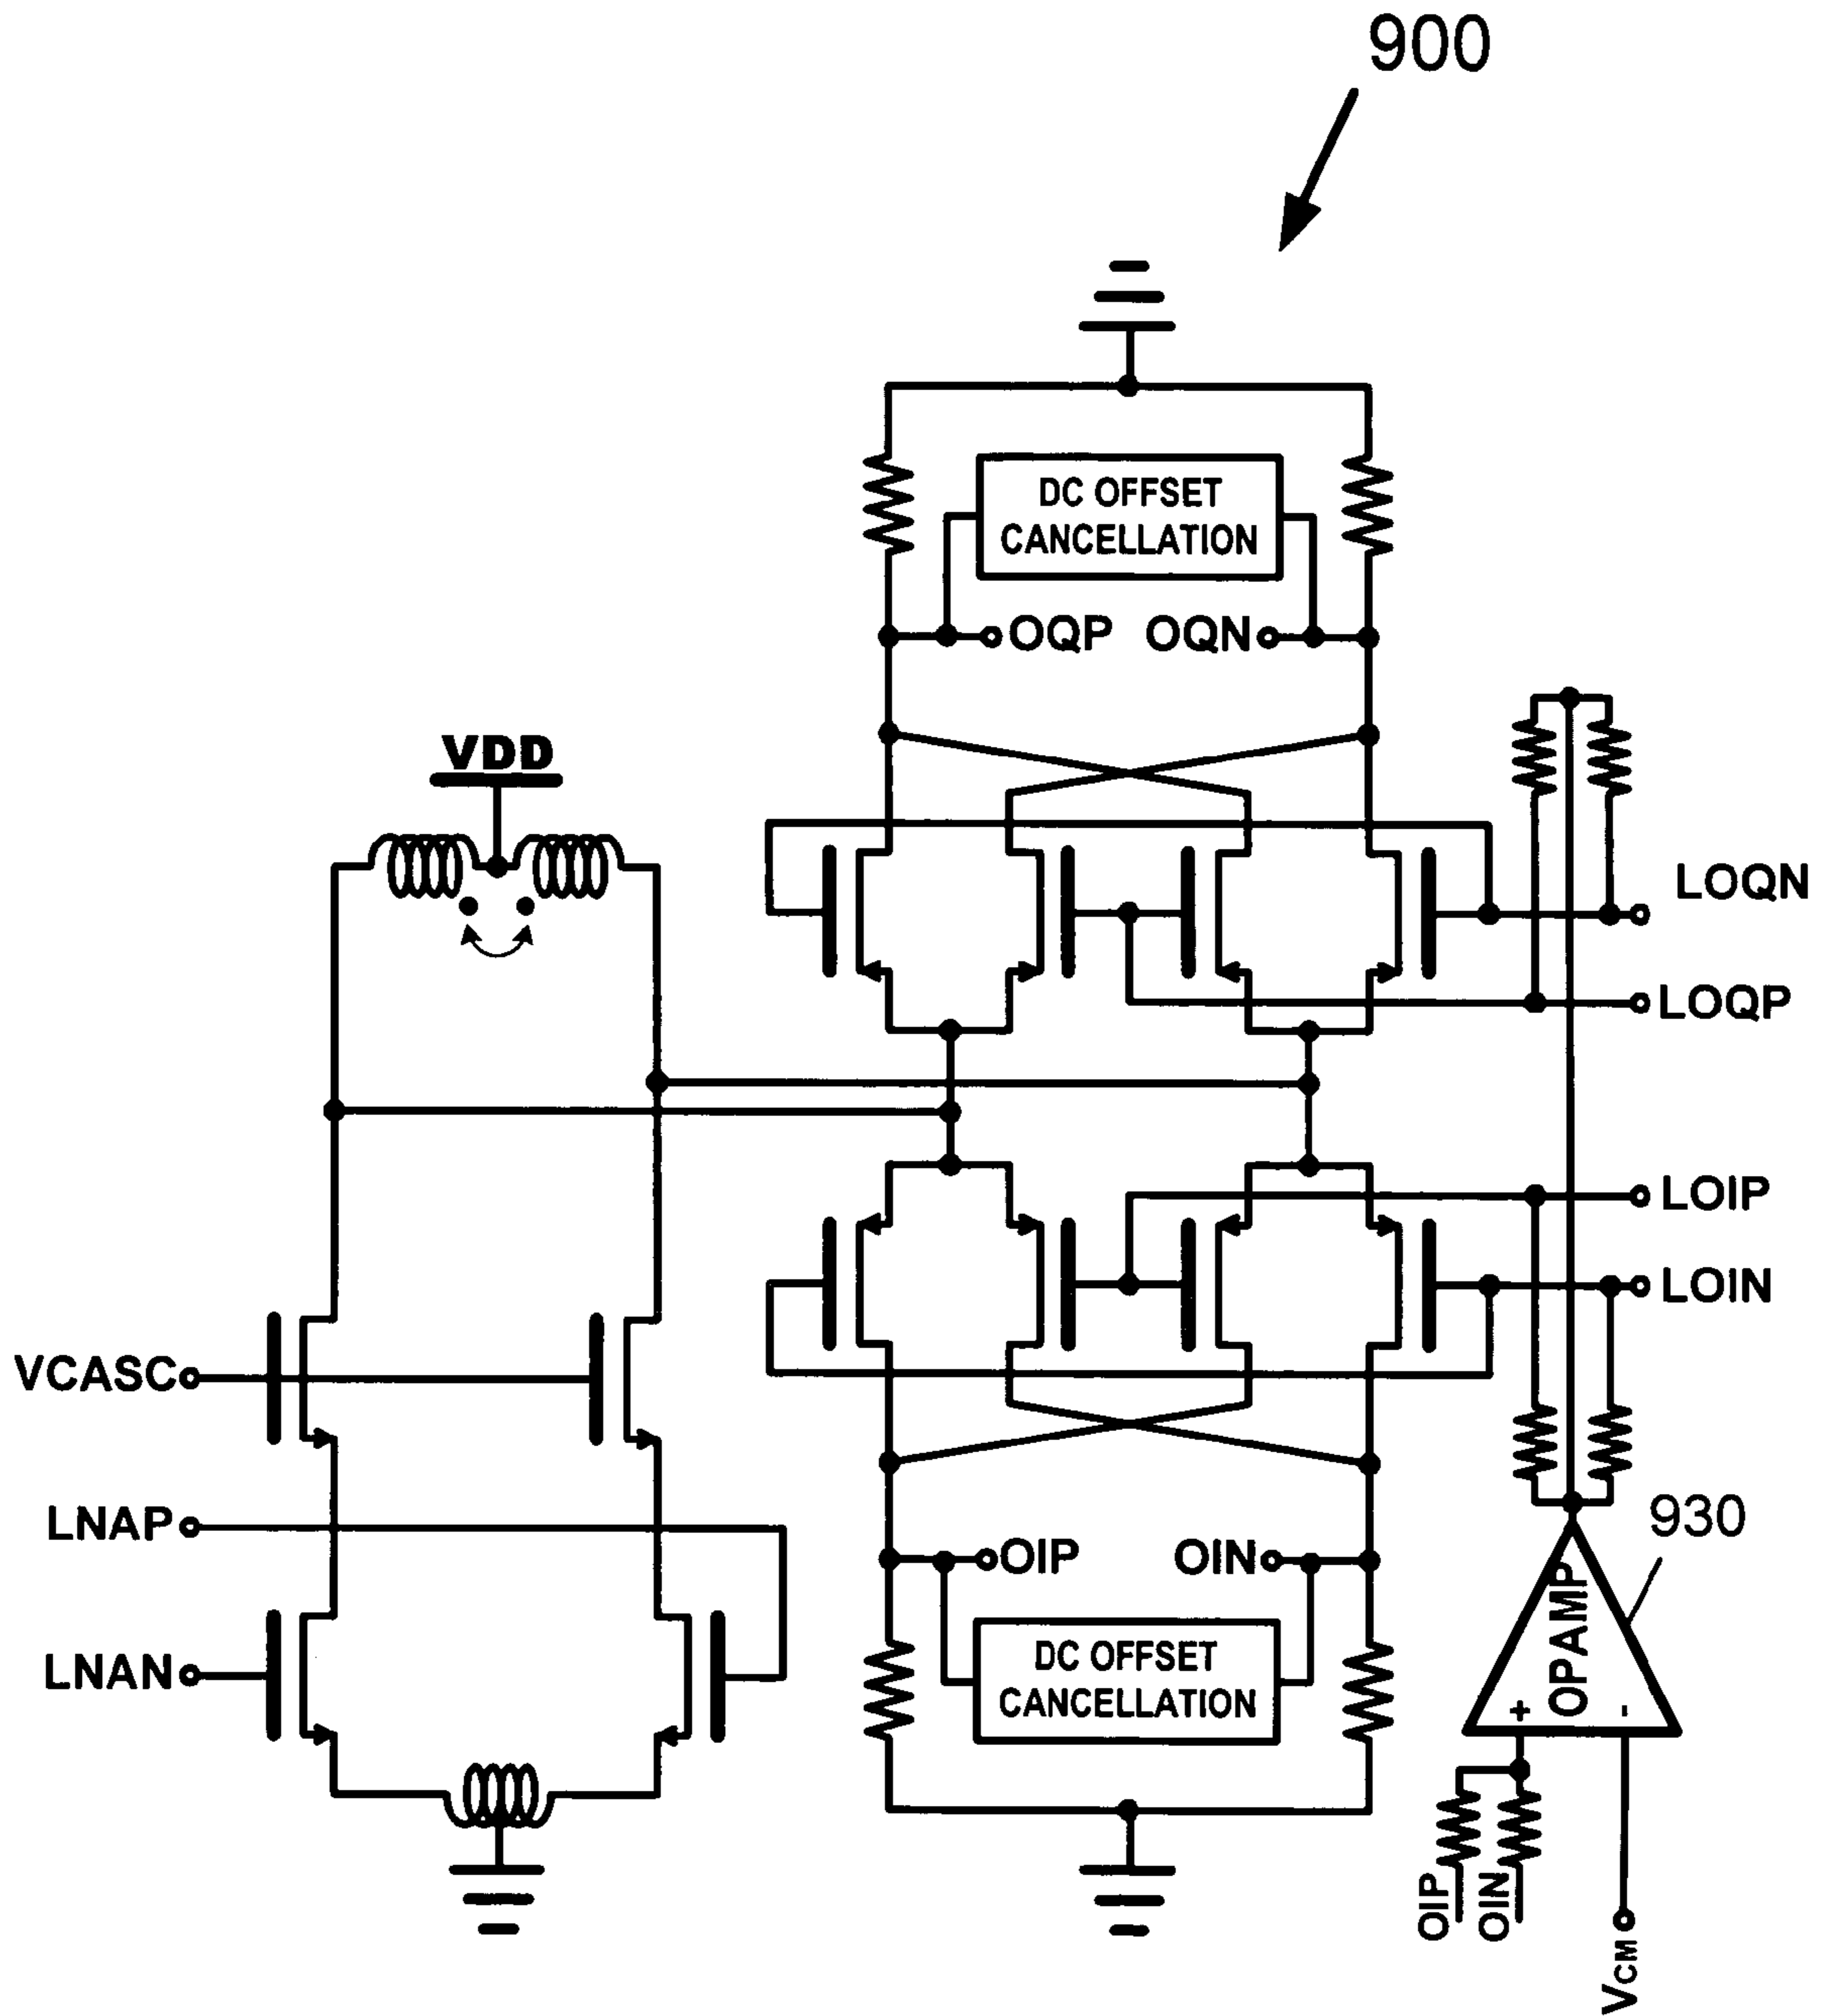 900
DC OFFSET
CANCELLATION
OQP OQN
VDD
LOQN
LOQP
LOIP
LOIN
VCASC
LNAP
930
OIP OIN
OPAMP
DC OFFSET
CANCELLATION
LNAN
+ -
OIP
OIN
VCM